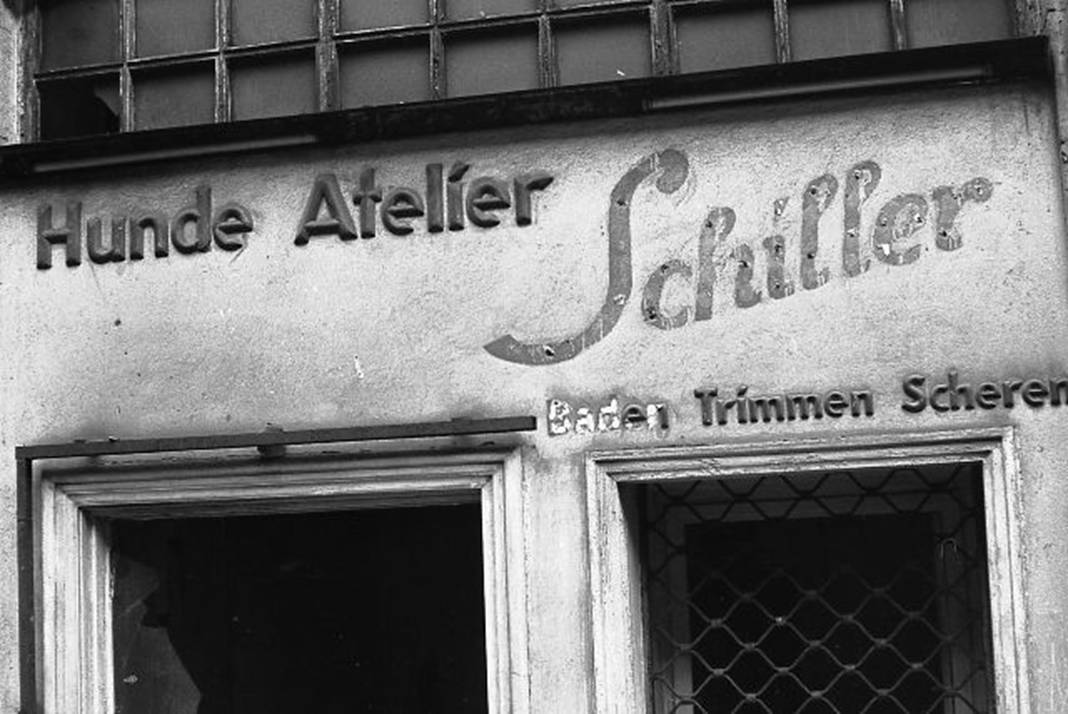 Hunde Atelier
Schiller
Baden Trimmen Scheren